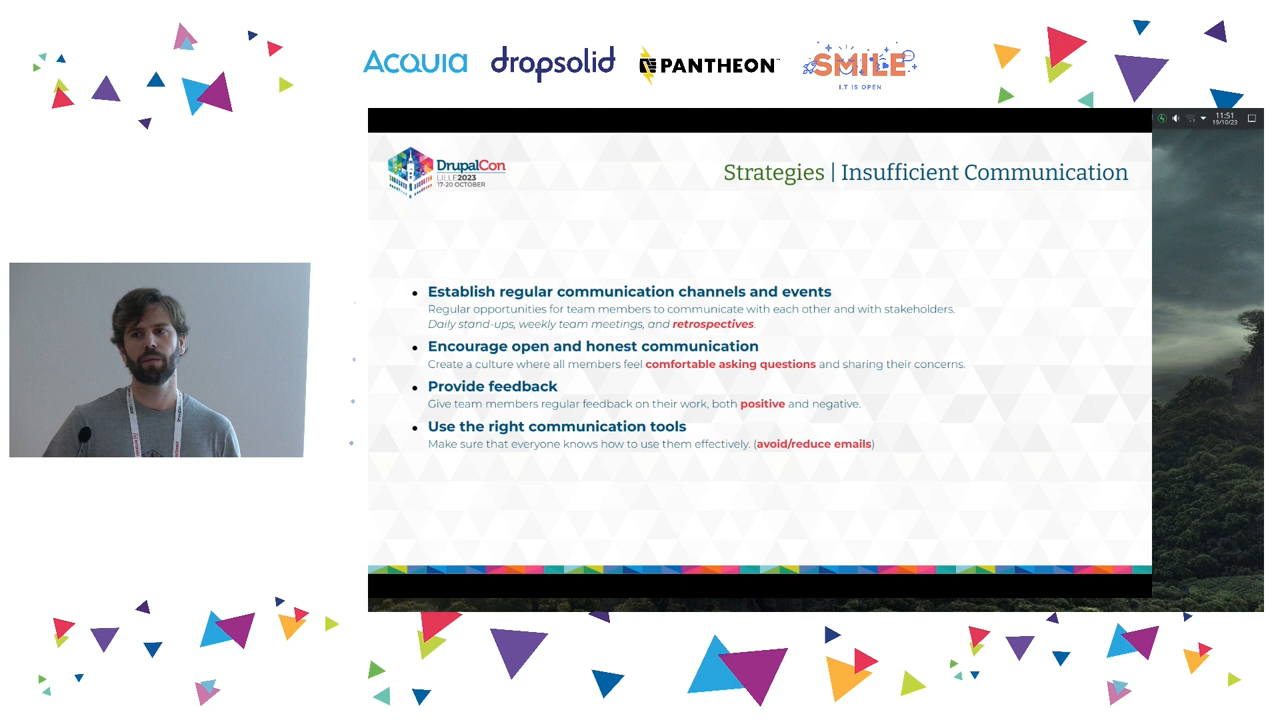 ACQUIA dropsolid PANTHEON SMILE
I.T IS OPEN
11:51
19/10/23
DrupalCon
LILLE2023
17-20 OCTOBER
Strategies | Insufficient Communication
• Establish regular communication channels and events
Regular opportunities for team members to communicate with each other and with stakeholders.
Daily stand-ups, weekly team meetings, and retrospectives.
• Encourage open and honest communication
Create a culture where all members feel comfortable asking questions and sharing their concerns.
• Provide feedback
Give team members regular feedback on their work, both positive and negative.
• Use the right communication tools
Make sure that everyone knows how to use them effectively. (avoid/reduce emails)